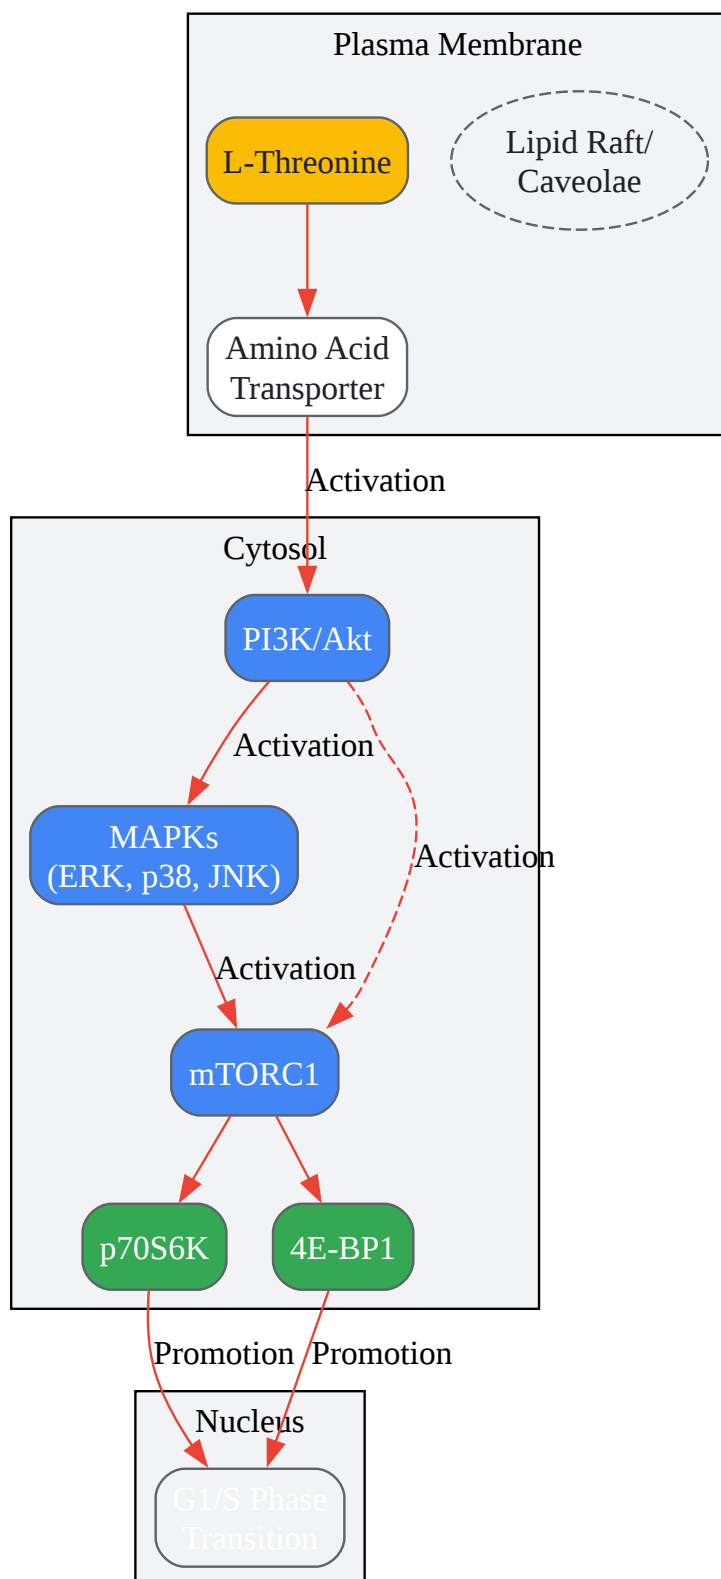 Plasma Membrane
L-Threonine
Lipid Raft/
Caveolae
Amino Acid
Transporter
Activation
Cytosol
PI3K/Akt
Activation
MAPKs
(ERK, p38, JNK)
Activation
Activation
mTORC1
p70S6K
4E-BP1
Promotion
Promotion
Nucleus
G1/S Phase
Transition